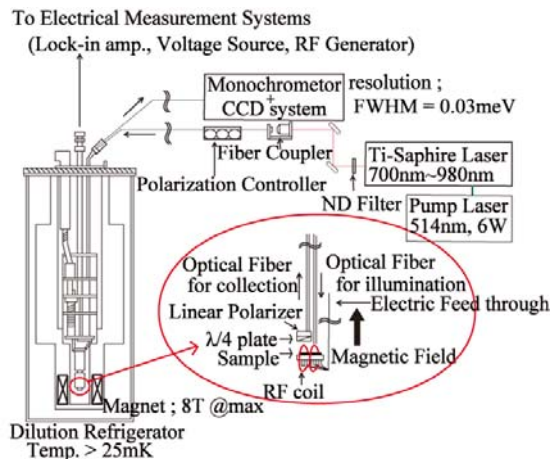 To Electrical Measurement Systems
(Lock-in amp., Voltage Source, RF Generator)
Monochrometor
+
CCD system
resolution ;
FWHM = 0.03meV
Fiber Coupler
Polarization Controller
Ti-Saphire Laser
700nm~980nm
ND Filter
Pump Laser
514nm, 6W
Optical Fiber
for collection
Optical Fiber
for illumination
Electric Feed through
Linear Polarizer
λ/4 plate
Sample
Magnetic Field
RF coil
Magnet ; 8T @max
Dilution Refrigerator
Temp. > 25mK